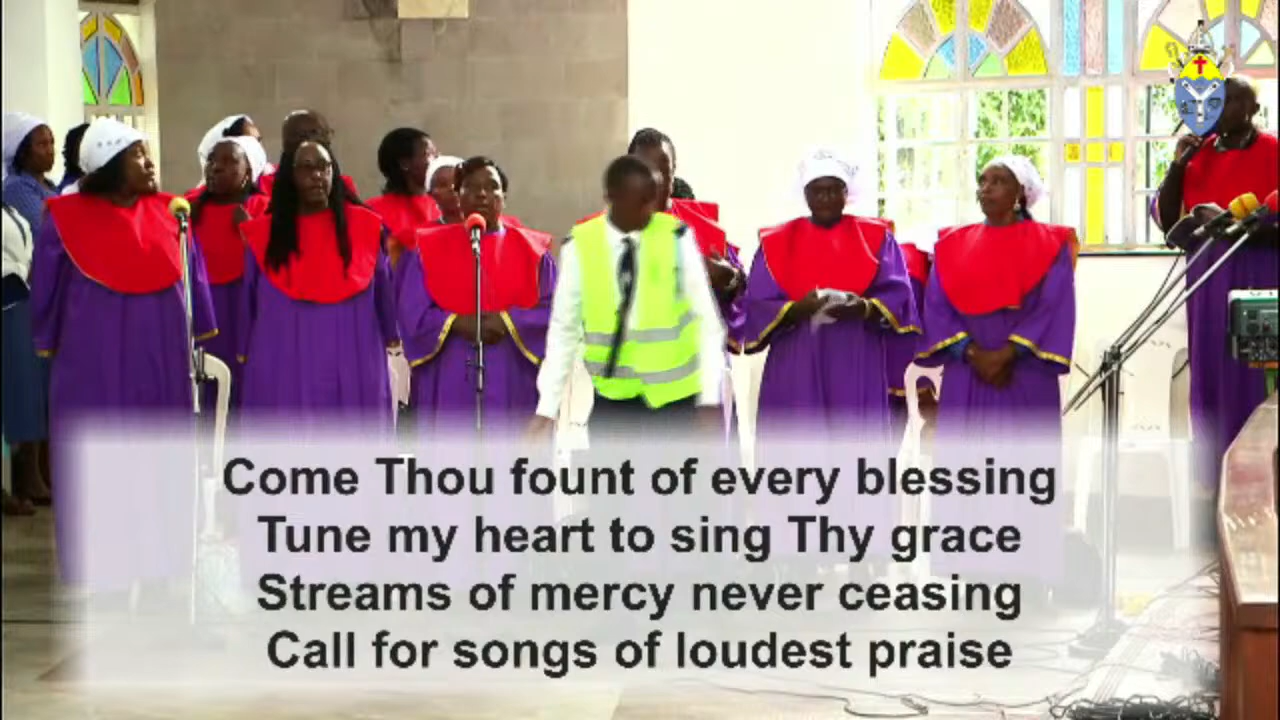 Come Thou fount of every blessing
Tune my heart to sing Thy grace
Streams of mercy never ceasing
Call for songs of loudest praise